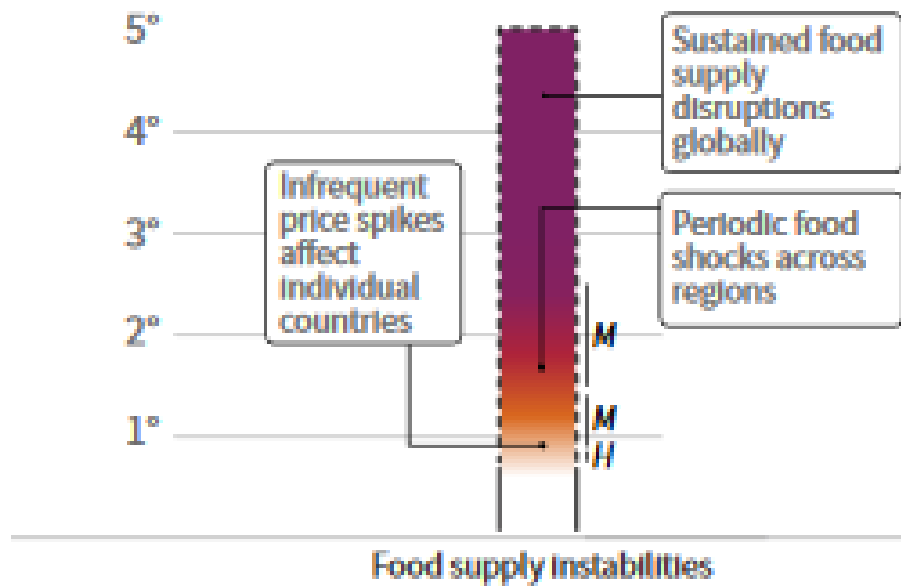 5°
Sustained food
supply
disruptions
globally
4°
Infrequent
price spikes
affect
individual
countries
3°
Periodic food
shocks across
regions
2°
M
M
1°
H
Food supply instabilities